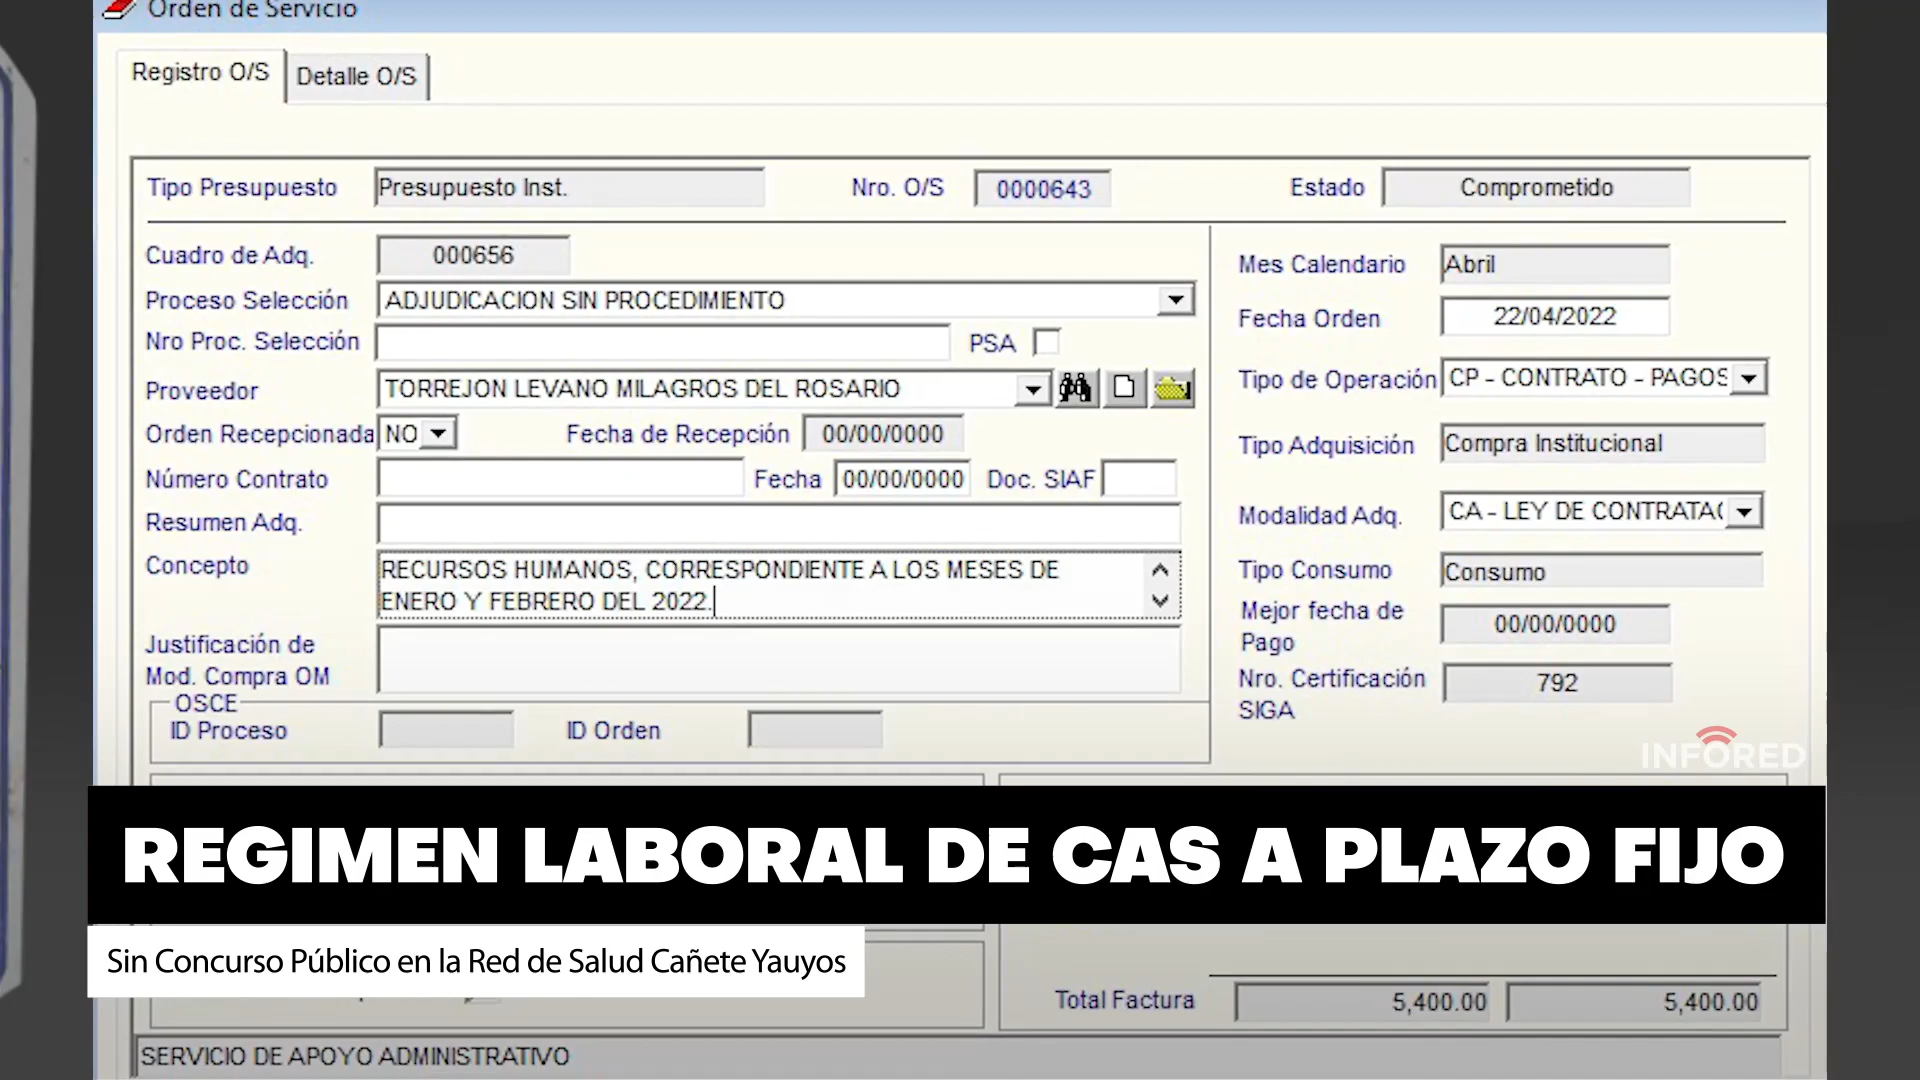 Orden de Servicio
Registro O/S
Detalle O/S
Tipo Presupuesto Presupuesto Inst. Nro. O/S 0000643 Estado Comprometido
Cuadro de Adq. 000656
Proceso Selección ADJUDICACION SIN PROCEDIMIENTO
Nro Proc. Selección PSA
Proveedor TORREJON LEVANO MILAGROS DEL ROSARIO
Orden Recepcionada NO Fecha de Recepción 00/00/0000
Número Contrato Fecha 00/00/0000 Doc. SIAF
Resumen Adq.
Concepto RECURSOS HUMANOS, CORRESPONDIENTE A LOS MESES DE
ENERO Y FEBRERO DEL 2022.
Justificación de
Mod. Compra OM
OSCE
ID Proceso ID Orden
Mes Calendario Abril
Fecha Orden 22/04/2022
Tipo de Operación CP - CONTRATO - PAGOS
Tipo Adquisición Compra Institucional
Modalidad Adq. CA - LEY DE CONTRATAC
Tipo Consumo Consumo
Mejor fecha de
Pago 00/00/0000
Nro. Certificación
SIGA 792
INFORED
REGIMEN LABORAL DE CAS A PLAZO FIJO
Sin Concurso Público en la Red de Salud Cañete Yauyos
Total Factura 5,400.00 5,400.00
SERVICIO DE APOYO ADMINISTRATIVO